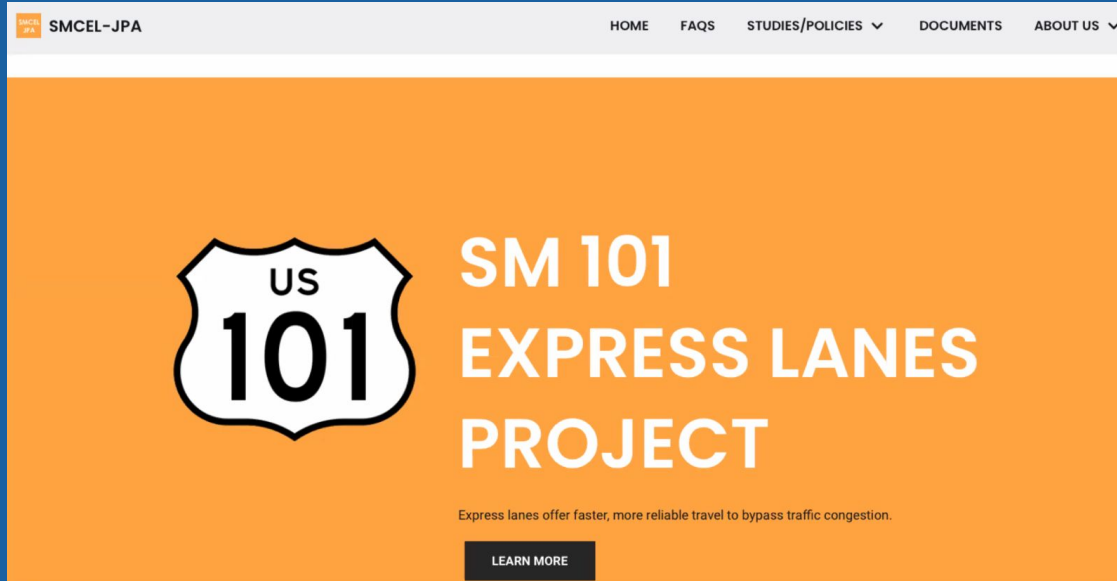 SMCEL
JPA
SMCEL-JPA
HOME FAQS STUDIES/POLICIES DOCUMENTS ABOUT US
US
101
SM 101
EXPRESS LANES
PROJECT
Express lanes offer faster, more reliable travel to bypass traffic congestion.
LEARN MORE